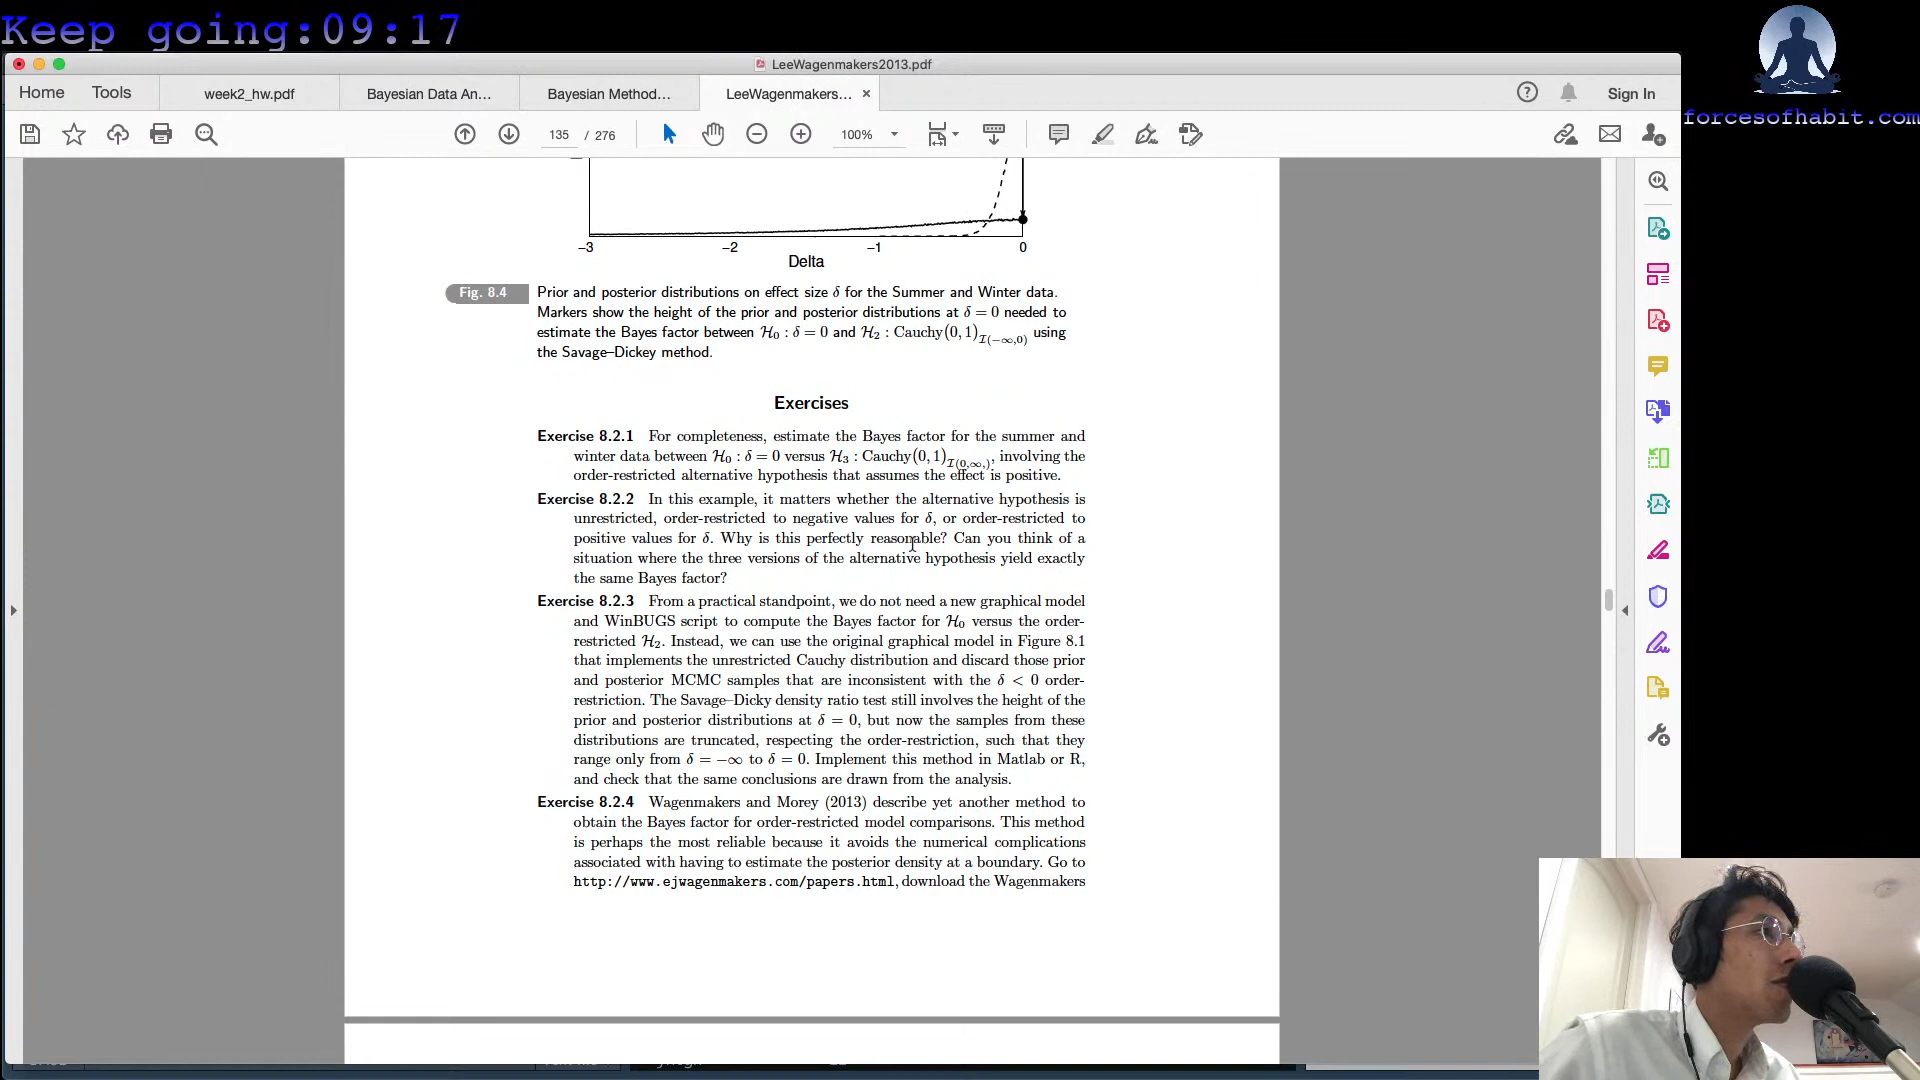 Keep going:09:17
LeeWagenmakers2013.pdf
forcesofhabit.com
Home Tools week2_hw.pdf Bayesian Data An... Bayesian Method... LeeWagenmakers... × Sign In
135 / 276 100%
−3 −2 −1 0
Delta
Fig. 8.4 Prior and posterior distributions on effect size δ for the Summer and Winter data.
Markers show the height of the prior and posterior distributions at δ = 0 needed to
estimate the Bayes factor between H₀ : δ = 0 and H₂ : Cauchy(0, 1)_I(−∞,0) using
the Savage–Dickey method.
Exercises
Exercise 8.2.1 For completeness, estimate the Bayes factor for the summer and
winter data between H₀ : δ = 0 versus H₃ : Cauchy(0, 1)_I(0,∞,), involving the
order-restricted alternative hypothesis that assumes the effect is positive.
Exercise 8.2.2 In this example, it matters whether the alternative hypothesis is
unrestricted, order-restricted to negative values for δ, or order-restricted to
positive values for δ. Why is this perfectly reasonable? Can you think of a
situation where the three versions of the alternative hypothesis yield exactly
the same Bayes factor?
Exercise 8.2.3 From a practical standpoint, we do not need a new graphical model
and WinBUGS script to compute the Bayes factor for H₀ versus the order-
restricted H₂. Instead, we can use the original graphical model in Figure 8.1
that implements the unrestricted Cauchy distribution and discard those prior
and posterior MCMC samples that are inconsistent with the δ < 0 order-
restriction. The Savage–Dicky density ratio test still involves the height of the
prior and posterior distributions at δ = 0, but now the samples from these
distributions are truncated, respecting the order-restriction, such that they
range only from δ = −∞ to δ = 0. Implement this method in Matlab or R,
and check that the same conclusions are drawn from the analysis.
Exercise 8.2.4 Wagenmakers and Morey (2013) describe yet another method to
obtain the Bayes factor for order-restricted model comparisons. This method
is perhaps the most reliable because it avoids the numerical complications
associated with having to estimate the posterior density at a boundary. Go to
http://www.ejwagenmakers.com/papers.html, download the Wagenmakers